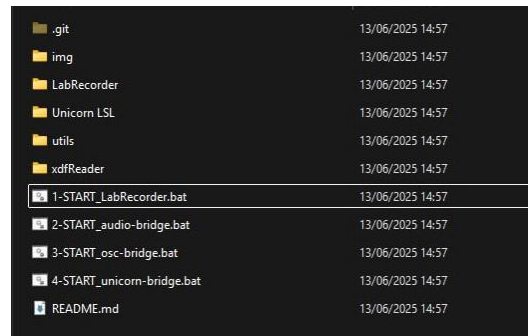 .git 13/06/2025 14:57
img 13/06/2025 14:57
LabRecorder 13/06/2025 14:57
Unicorn LSL 13/06/2025 14:57
utils 13/06/2025 14:57
xdfReader 13/06/2025 14:57
1-START_LabRecorder.bat 13/06/2025 14:57
2-START_audio-bridge.bat 13/06/2025 14:57
3-START_osc-bridge.bat 13/06/2025 14:57
4-START_unicorn-bridge.bat 13/06/2025 14:57
README.md 13/06/2025 14:57